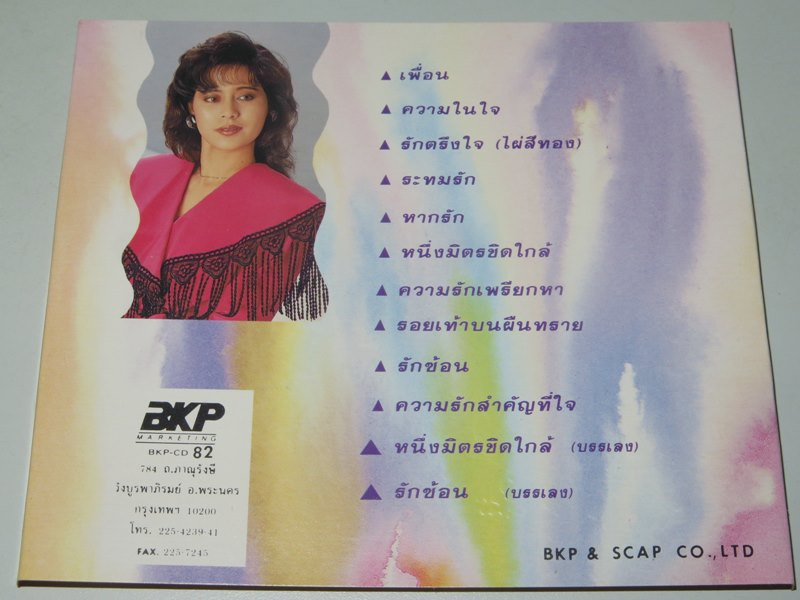 ▲ เพื่อน
▲ ความในใจ
▲ รักตรึงใจ (ไผ่สีทอง)
▲ ระทมรัก
▲ หากรัก
▲ หนึ่งมิตรชิดใกล้
▲ ความรักเพรียกหา
▲ รอยเท้าบนผืนทราย
▲ รักซ้อน
▲ ความรักสำคัญที่ใจ
▲ หนึ่งมิตรชิดใกล้ (บรรเลง)
▲ รักซ้อน (บรรเลง)
BKP
MARKETING
BKP-CD 82
784 ถ.ภาณุรังษี
วังบูรพาภิรมย์ อ.พระนคร
กรุงเทพฯ 10200
โทร. 225-4239-41
FAX. 225-7245
BKP & SCAP CO.,LTD